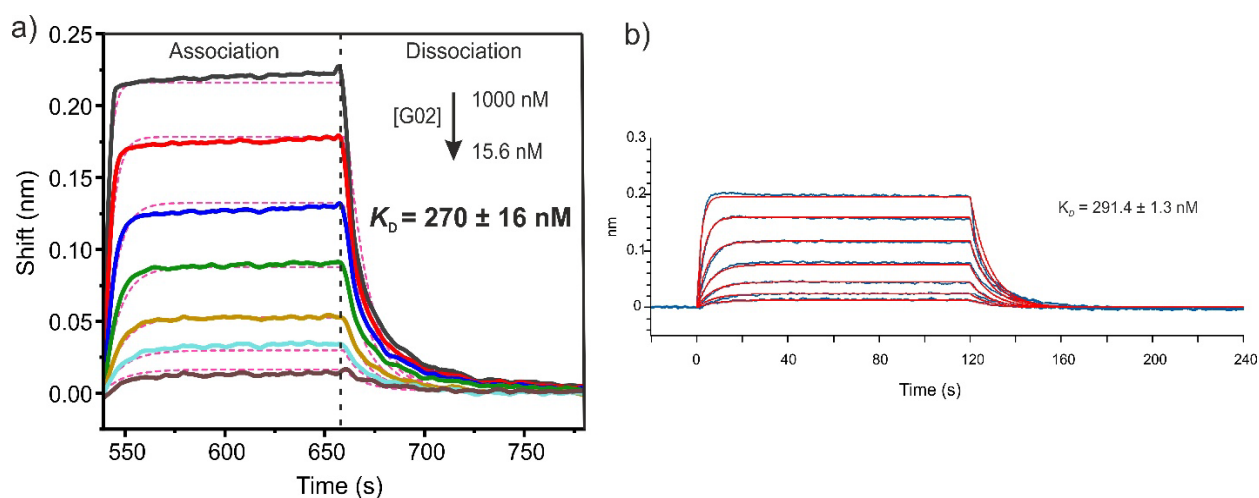 a)
Association
Dissociation
[G02]
1000 nM
15.6 nM
K_D = 270 ± 16 nM
Shift (nm)
0.25
0.20
0.15
0.10
0.05
0.00
550
600
650
700
750
Time (s)
b)
nm
0.3
0.2
0.1
0
K_D = 291.4 ± 1.3 nM
0
40
80
120
160
200
240
Time (s)